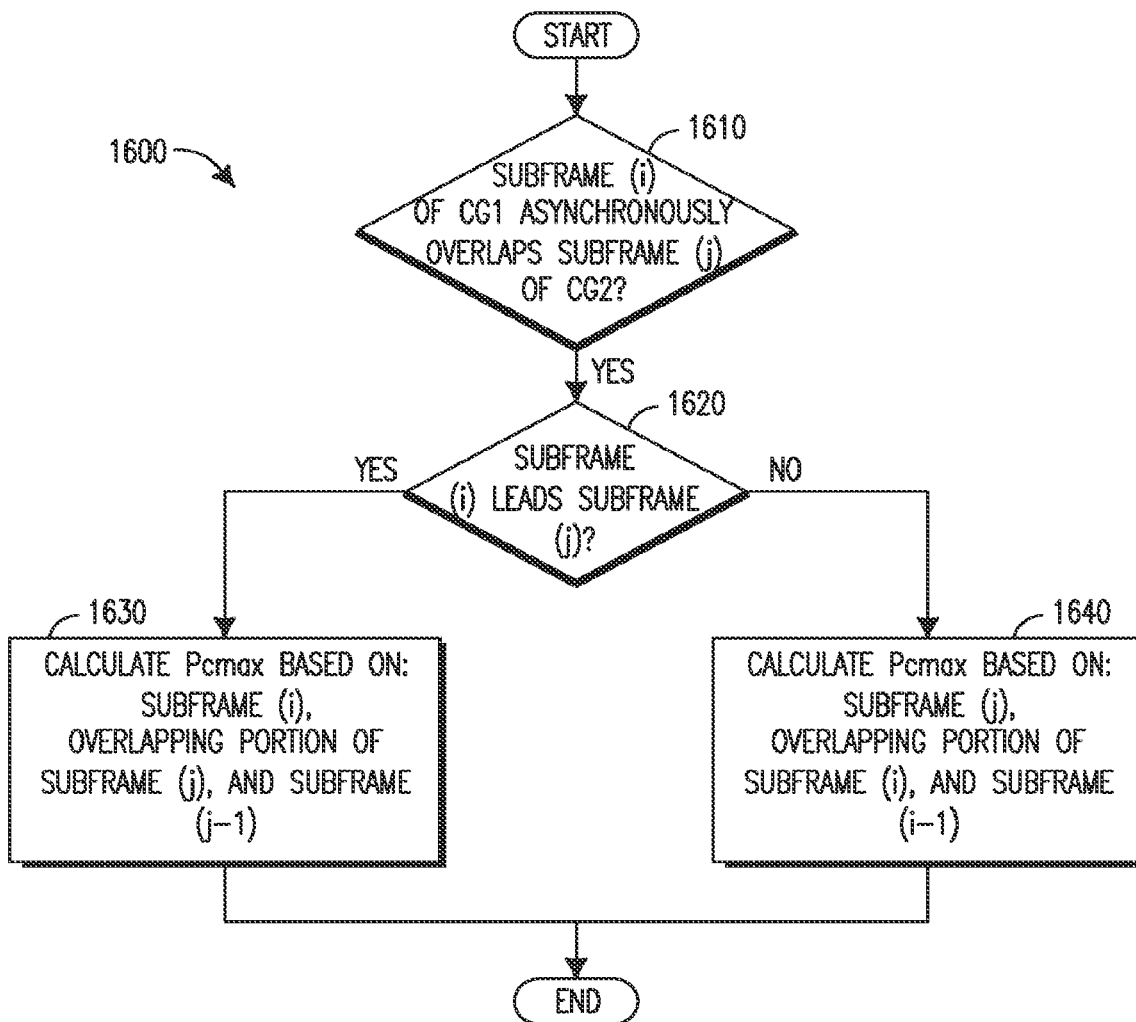 START
1600
1610
SUBFRAME (i)
OF CG1 ASYNCHRONOUSLY
OVERLAPS SUBFRAME (j)
OF CG2?
YES
1620
SUBFRAME
(i) LEADS SUBFRAME
(j)?
YES
NO
1630
CALCULATE Pcmax BASED ON:
SUBFRAME (i),
OVERLAPPING PORTION OF
SUBFRAME (j), AND SUBFRAME
(j-1)
1640
CALCULATE Pcmax BASED ON:
SUBFRAME (j),
OVERLAPPING PORTION OF
SUBFRAME (i), AND SUBFRAME
(i-1)
END